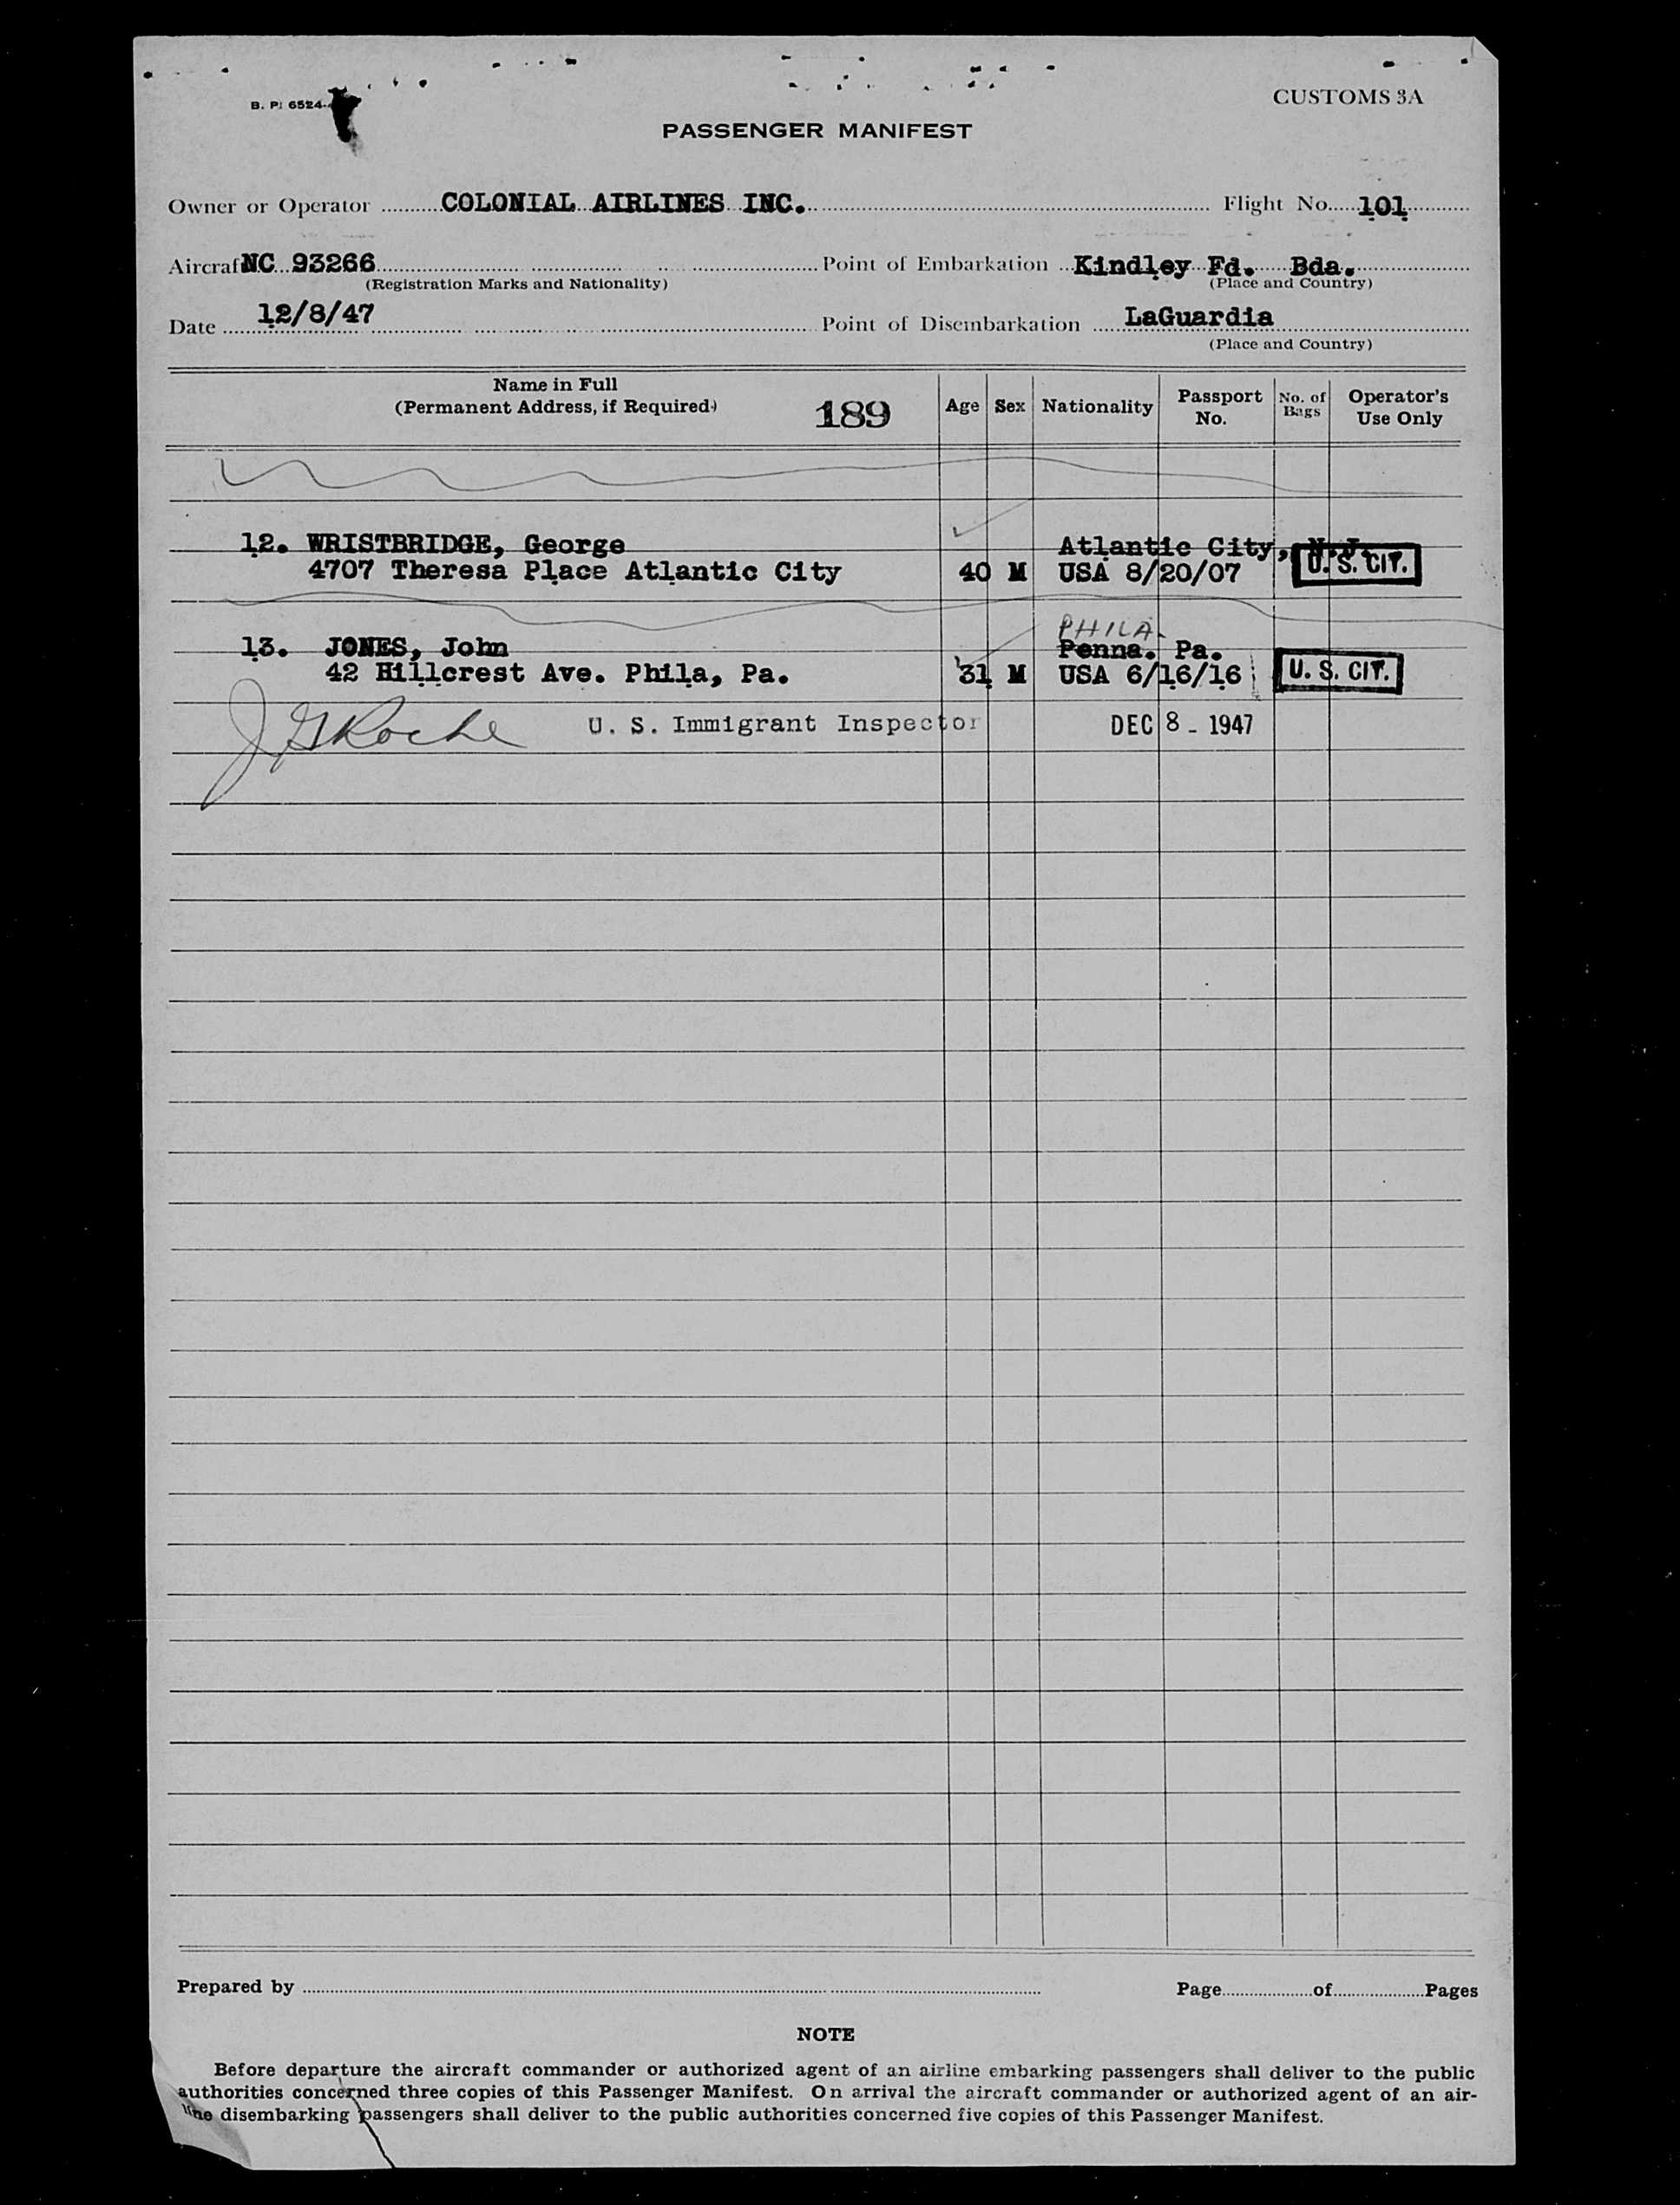 B. P. 6524
CUSTOMS 3A
PASSENGER MANIFEST
Owner or Operator COLONIAL AIRLINES INC. Flight No. 101
Aircraf NC 93266 Point of Embarkation Kindley Fd. Bda.
(Registration Marks and Nationality) (Place and Country)
Date 12/8/47 Point of Disembarkation LaGuardia
(Place and Country)
Name in Full
(Permanent Address, if Required) 189 Age Sex Nationality Passport No. No. of Bags Operator's Use Only
12. WRISTBRIDGE, George Atlantic City, N.J.
4707 Theresa Place Atlantic City 40 M USA 8/20/07 U. S. CIT.
PHILA.
13. JONES, John Penna. Pa.
42 Hillcrest Ave. Phila, Pa. 31 M USA 6/16/16 U. S. CIT.
J G Roche U. S. Immigrant Inspector DEC 8 - 1947
Prepared by Page of Pages
NOTE
Before departure the aircraft commander or authorized agent of an airline embarking passengers shall deliver to the public
authorities concerned three copies of this Passenger Manifest. On arrival the aircraft commander or authorized agent of an air-
line disembarking passengers shall deliver to the public authorities concerned five copies of this Passenger Manifest.